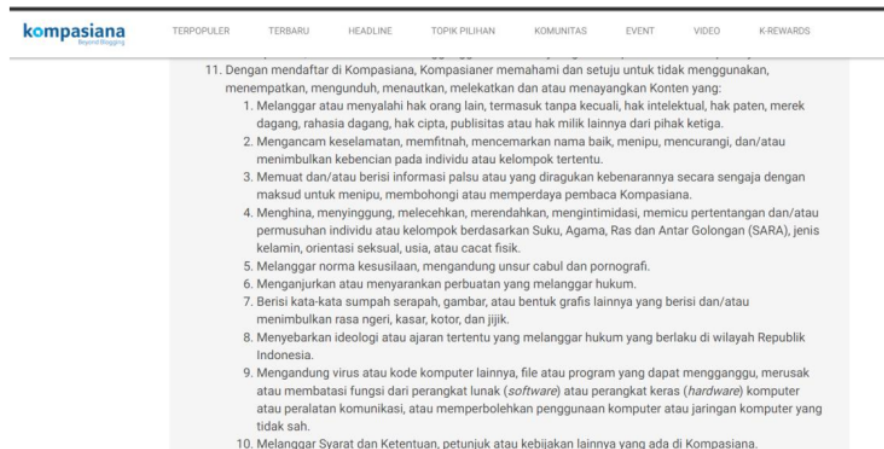 kompasiana
Beyond Blogging
TERPOPULER TERBARU HEADLINE TOPIK PILIHAN KOMUNITAS EVENT VIDEO K-REWARDS
11. Dengan mendaftar di Kompasiana, Kompasianer memahami dan setuju untuk tidak menggunakan,
menempatkan, mengunduh, menautkan, melekatkan dan atau menayangkan Konten yang:
1. Melanggar atau menyalahi hak orang lain, termasuk tanpa kecuali, hak intelektual, hak paten, merek
dagang, rahasia dagang, hak cipta, publisitas atau hak milik lainnya dari pihak ketiga.
2. Mengancam keselamatan, memfitnah, mencemarkan nama baik, menipu, mencurangi, dan/atau
menimbulkan kebencian pada individu atau kelompok tertentu.
3. Memuat dan/atau berisi informasi palsu atau yang diragukan kebenarannya secara sengaja dengan
maksud untuk menipu, membohongi atau memperdaya pembaca Kompasiana.
4. Menghina, menyinggung, melecehkan, merendahkan, mengintimidasi, memicu pertentangan dan/atau
permusuhan individu atau kelompok berdasarkan Suku, Agama, Ras dan Antar Golongan (SARA), jenis
kelamin, orientasi seksual, usia, atau cacat fisik.
5. Melanggar norma kesusilaan, mengandung unsur cabul dan pornografi.
6. Menganjurkan atau menyarankan perbuatan yang melanggar hukum.
7. Berisi kata-kata sumpah serapah, gambar, atau bentuk grafis lainnya yang berisi dan/atau
menimbulkan rasa ngeri, kasar, kotor, dan jijik.
8. Menyebarkan ideologi atau ajaran tertentu yang melanggar hukum yang berlaku di wilayah Republik
Indonesia.
9. Mengandung virus atau kode komputer lainnya, file atau program yang dapat mengganggu, merusak
atau membatasi fungsi dari perangkat lunak (software) atau perangkat keras (hardware) komputer
atau peralatan komunikasi, atau memperbolehkan penggunaan komputer atau jaringan komputer yang
tidak sah.
10. Melanggar Syarat dan Ketentuan, petunjuk atau kebijakan lainnya yang ada di Kompasiana.